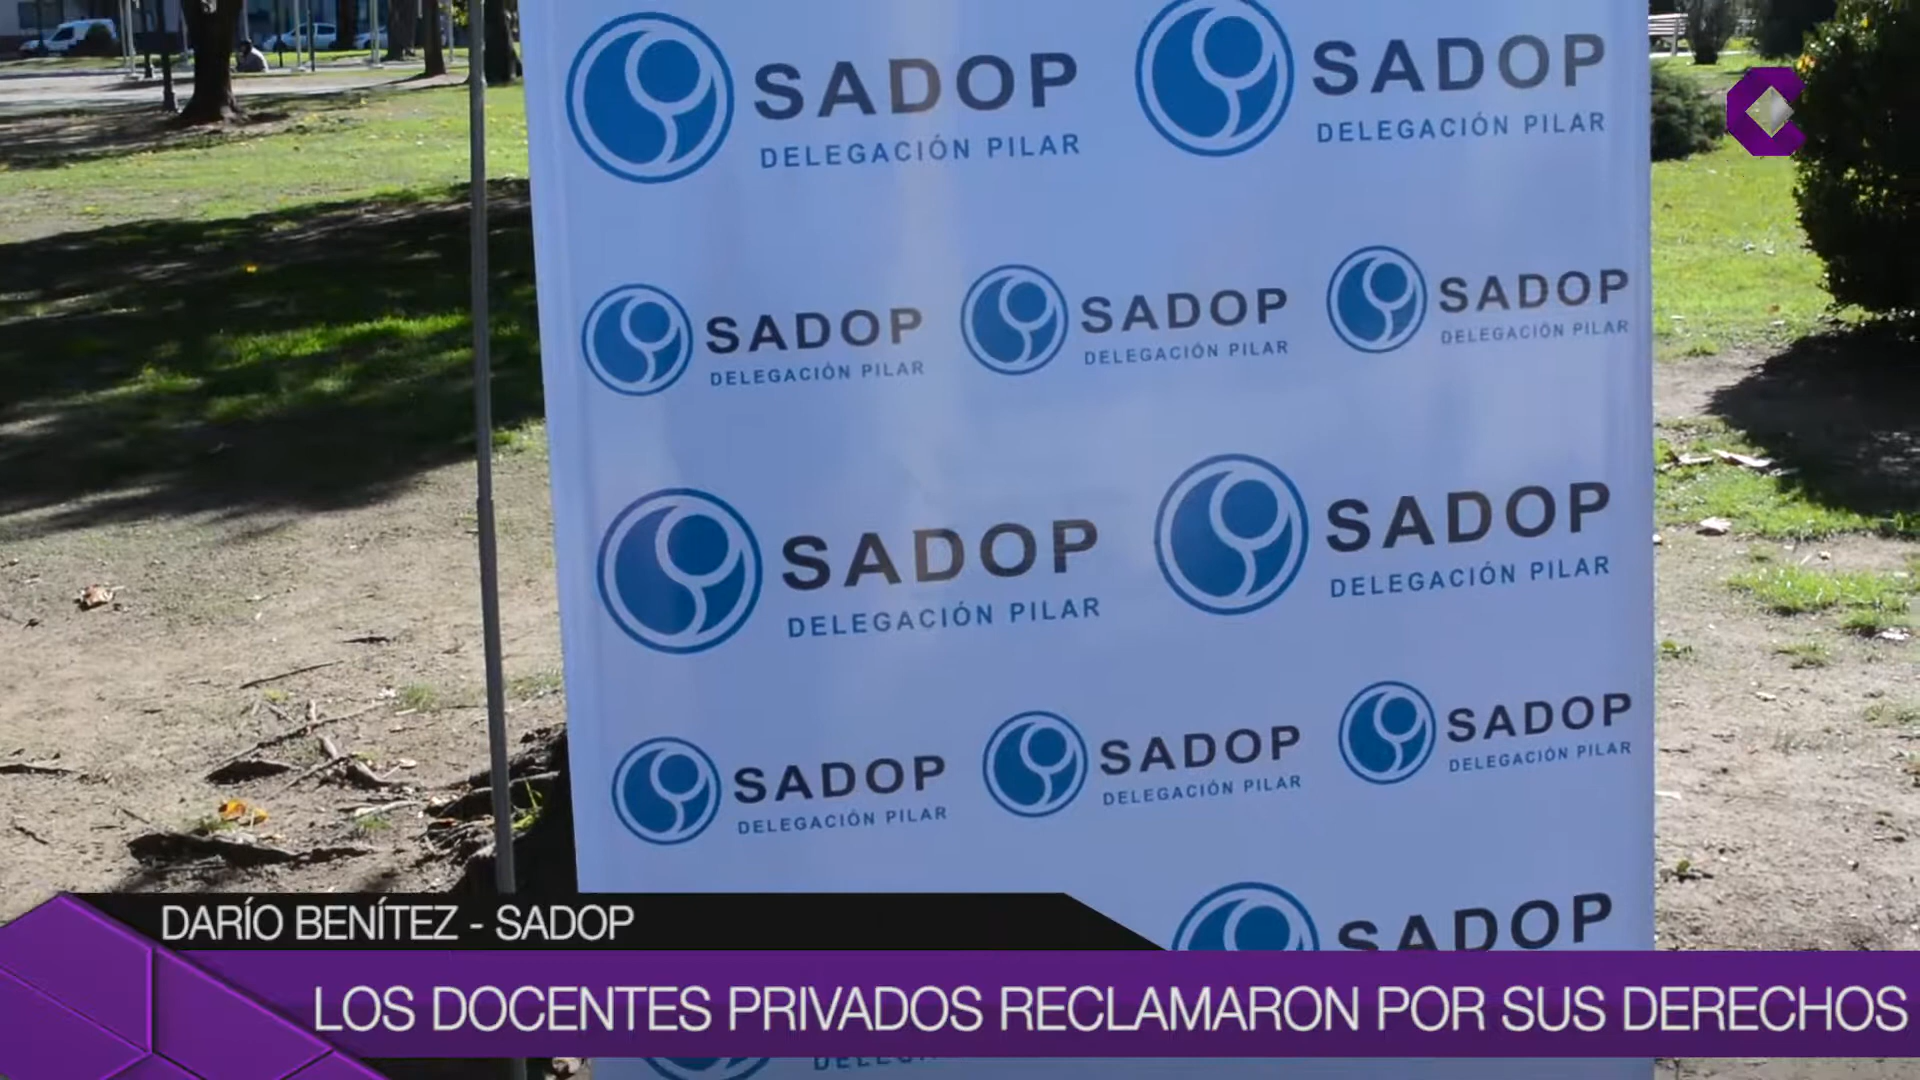 SADOP
DELEGACIÓN PILAR
SADOP
DELEGACIÓN PILAR
SADOP
DELEGACIÓN PILAR
SADOP
DELEGACIÓN PILAR
SADOP
DELEGACIÓN PILAR
SADOP
DELEGACIÓN PILAR
SADOP
DELEGACIÓN PILAR
SADOP
DELEGACIÓN PILAR
SADOP
DELEGACIÓN PILAR
SADOP
DELEGACIÓN PILAR
SADOP
DARÍO BENÍTEZ - SADOP
LOS DOCENTES PRIVADOS RECLAMARON POR SUS DERECHOS